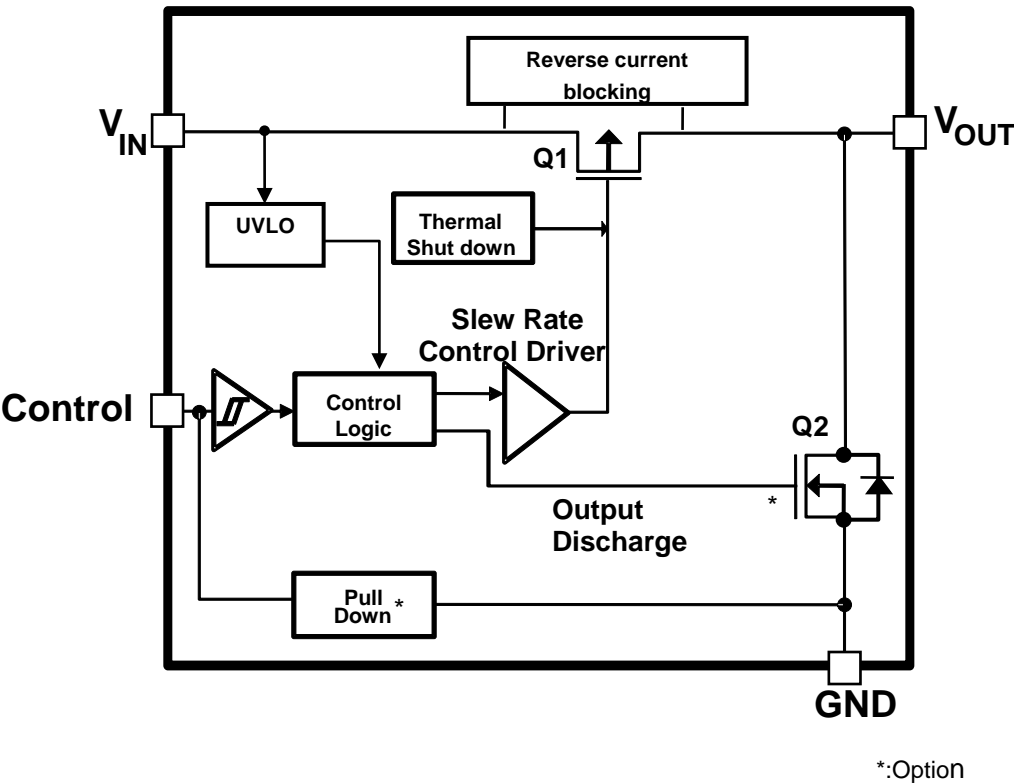 Reverse current
blocking
VIN
VOUT
Q1
UVLO
Thermal
Shut down
Slew Rate
Control Driver
Control
Control
Logic
Q2
*
Output
Discharge
Pull
Down *
GND
*:Option